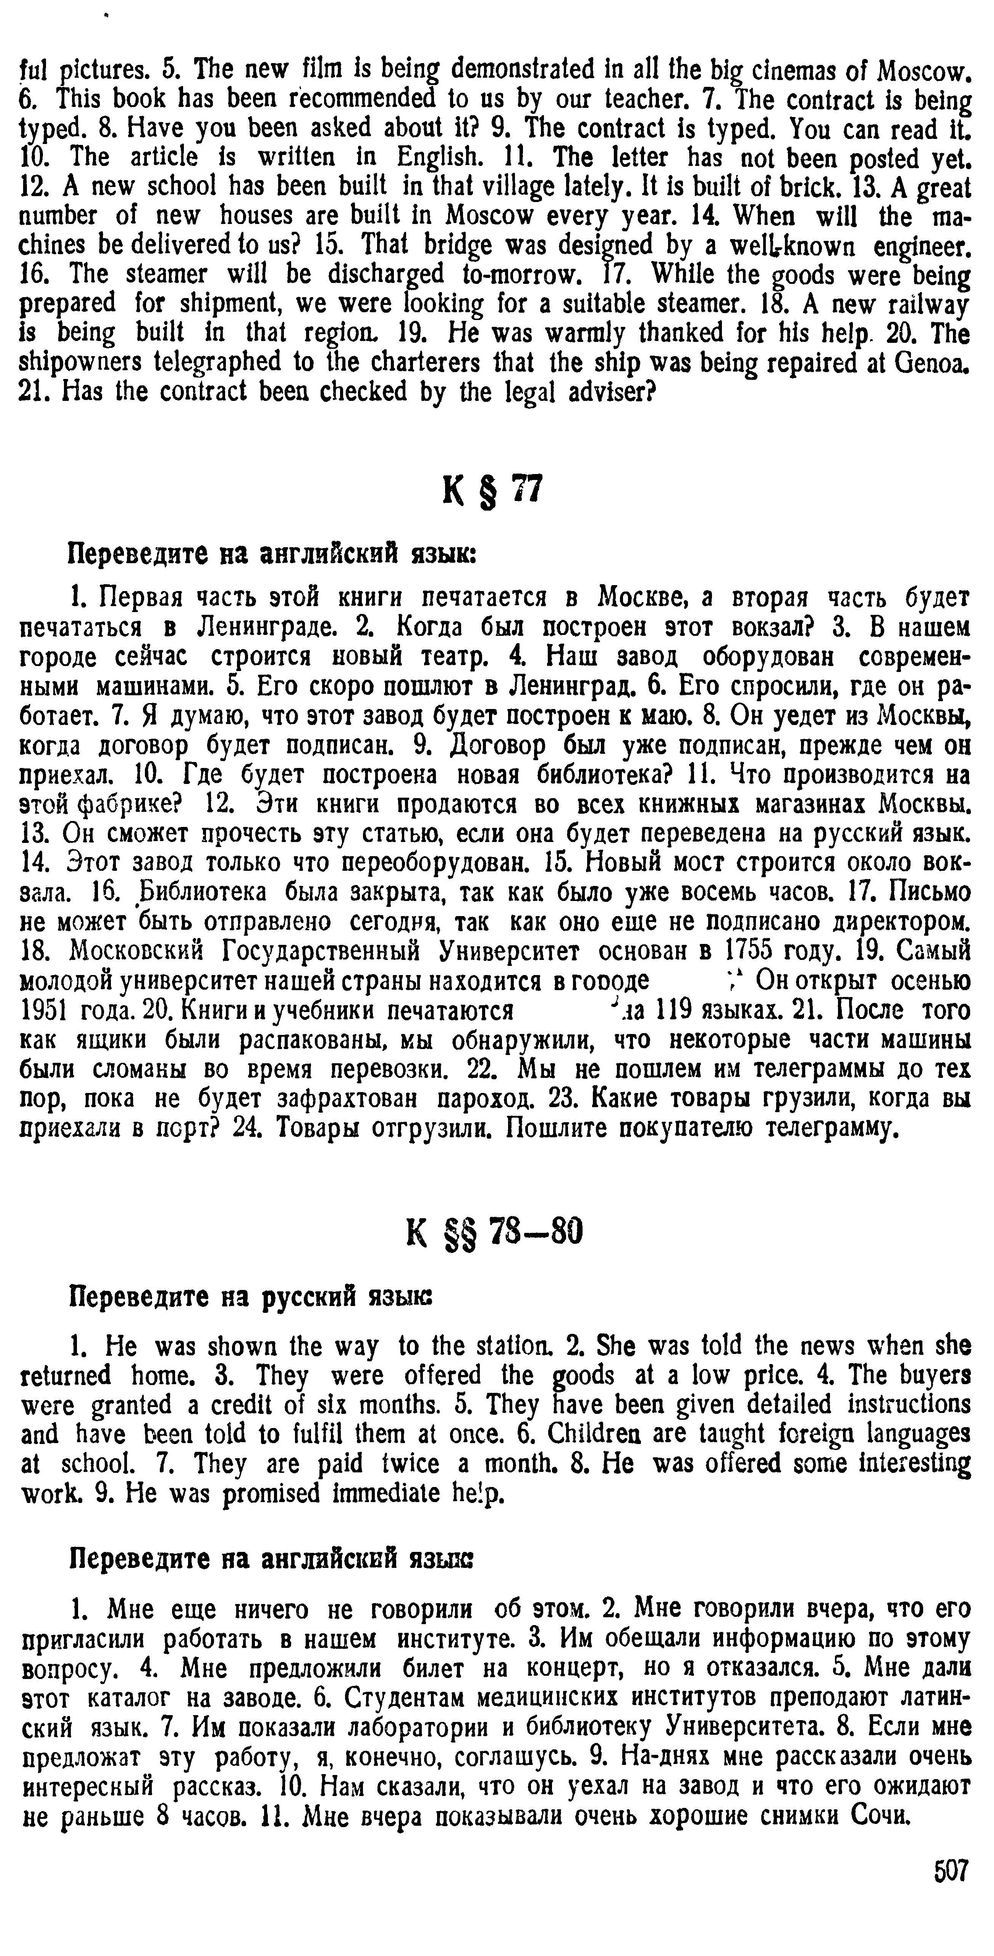 ful pictures. 5. The new film is being demonstrated in all the big cinemas of Moscow.
6. This book has been recommended to us by our teacher. 7. The contract is being
typed. 8. Have you been asked about it? 9. The contract is typed. You can read it.
10. The article is written in English. 11. The letter has not been posted yet.
12. A new school has been built in that village lately. It is built of brick. 13. A great
number of new houses are built in Moscow every year. 14. When will the ma-
chines be delivered to us? 15. That bridge was designed by a well-known engineer.
16. The steamer will be discharged to-morrow. 17. While the goods were being
prepared for shipment, we were looking for a suitable steamer. 18. A new railway
is being built in that region. 19. He was warmly thanked for his help. 20. The
shipowners telegraphed to the charterers that the ship was being repaired at Genoa.
21. Has the contract been checked by the legal adviser?
К § 77
Переведите на английский язык:
1. Первая часть этой книги печатается в Москве, а вторая часть будет
печататься в Ленинграде. 2. Когда был построен этот вокзал? 3. В нашем
городе сейчас строится новый театр. 4. Наш завод оборудован современ-
ными машинами. 5. Его скоро пошлют в Ленинград. 6. Его спросили, где он ра-
ботает. 7. Я думаю, что этот завод будет построен к маю. 8. Он уедет из Москвы,
когда договор будет подписан. 9. Договор был уже подписан, прежде чем он
приехал. 10. Где будет построена новая библиотека? 11. Что производится на
этой фабрике? 12. Эти книги продаются во всех книжных магазинах Москвы.
13. Он сможет прочесть эту статью, если она будет переведена на русский язык.
14. Этот завод только что переоборудован. 15. Новый мост строится около вок-
зала. 16. Библиотека была закрыта, так как было уже восемь часов. 17. Письмо
не может быть отправлено сегодня, так как оно еще не подписано директором.
18. Московский Государственный Университет основан в 1755 году. 19. Самый
молодой университет нашей страны находится в городе Он открыт осенью
1951 года. 20. Книги и учебники печатаются на 119 языках. 21. После того
как ящики были распакованы, мы обнаружили, что некоторые части машины
были сломаны во время перевозки. 22. Мы не пошлем им телеграммы до тех
пор, пока не будет зафрахтован пароход. 23. Какие товары грузили, когда вы
приехали в порт? 24. Товары отгрузили. Пошлите покупателю телеграмму.
К §§ 78—80
Переведите на русский язык:
1. He was shown the way to the station. 2. She was told the news when she
returned home. 3. They were offered the goods at a low price. 4. The buyers
were granted a credit of six months. 5. They have been given detailed instructions
and have been told to fulfil them at once. 6. Children are taught foreign languages
at school. 7. They are paid twice a month. 8. He was offered some interesting
work. 9. He was promised immediate help.
Переведите на английский язык:
1. Мне еще ничего не говорили об этом. 2. Мне говорили вчера, что его
пригласили работать в нашем институте. 3. Им обещали информацию по этому
вопросу. 4. Мне предложили билет на концерт, но я отказался. 5. Мне дали
этот каталог на заводе. 6. Студентам медицинских институтов преподают латин-
ский язык. 7. Им показали лаборатории и библиотеку Университета. 8. Если мне
предложат эту работу, я, конечно, соглашусь. 9. На-днях мне рассказали очень
интересный рассказ. 10. Нам сказали, что он уехал на завод и что его ожидают
не раньше 8 часов. 11. Мне вчера показывали очень хорошие снимки Сочи.
507